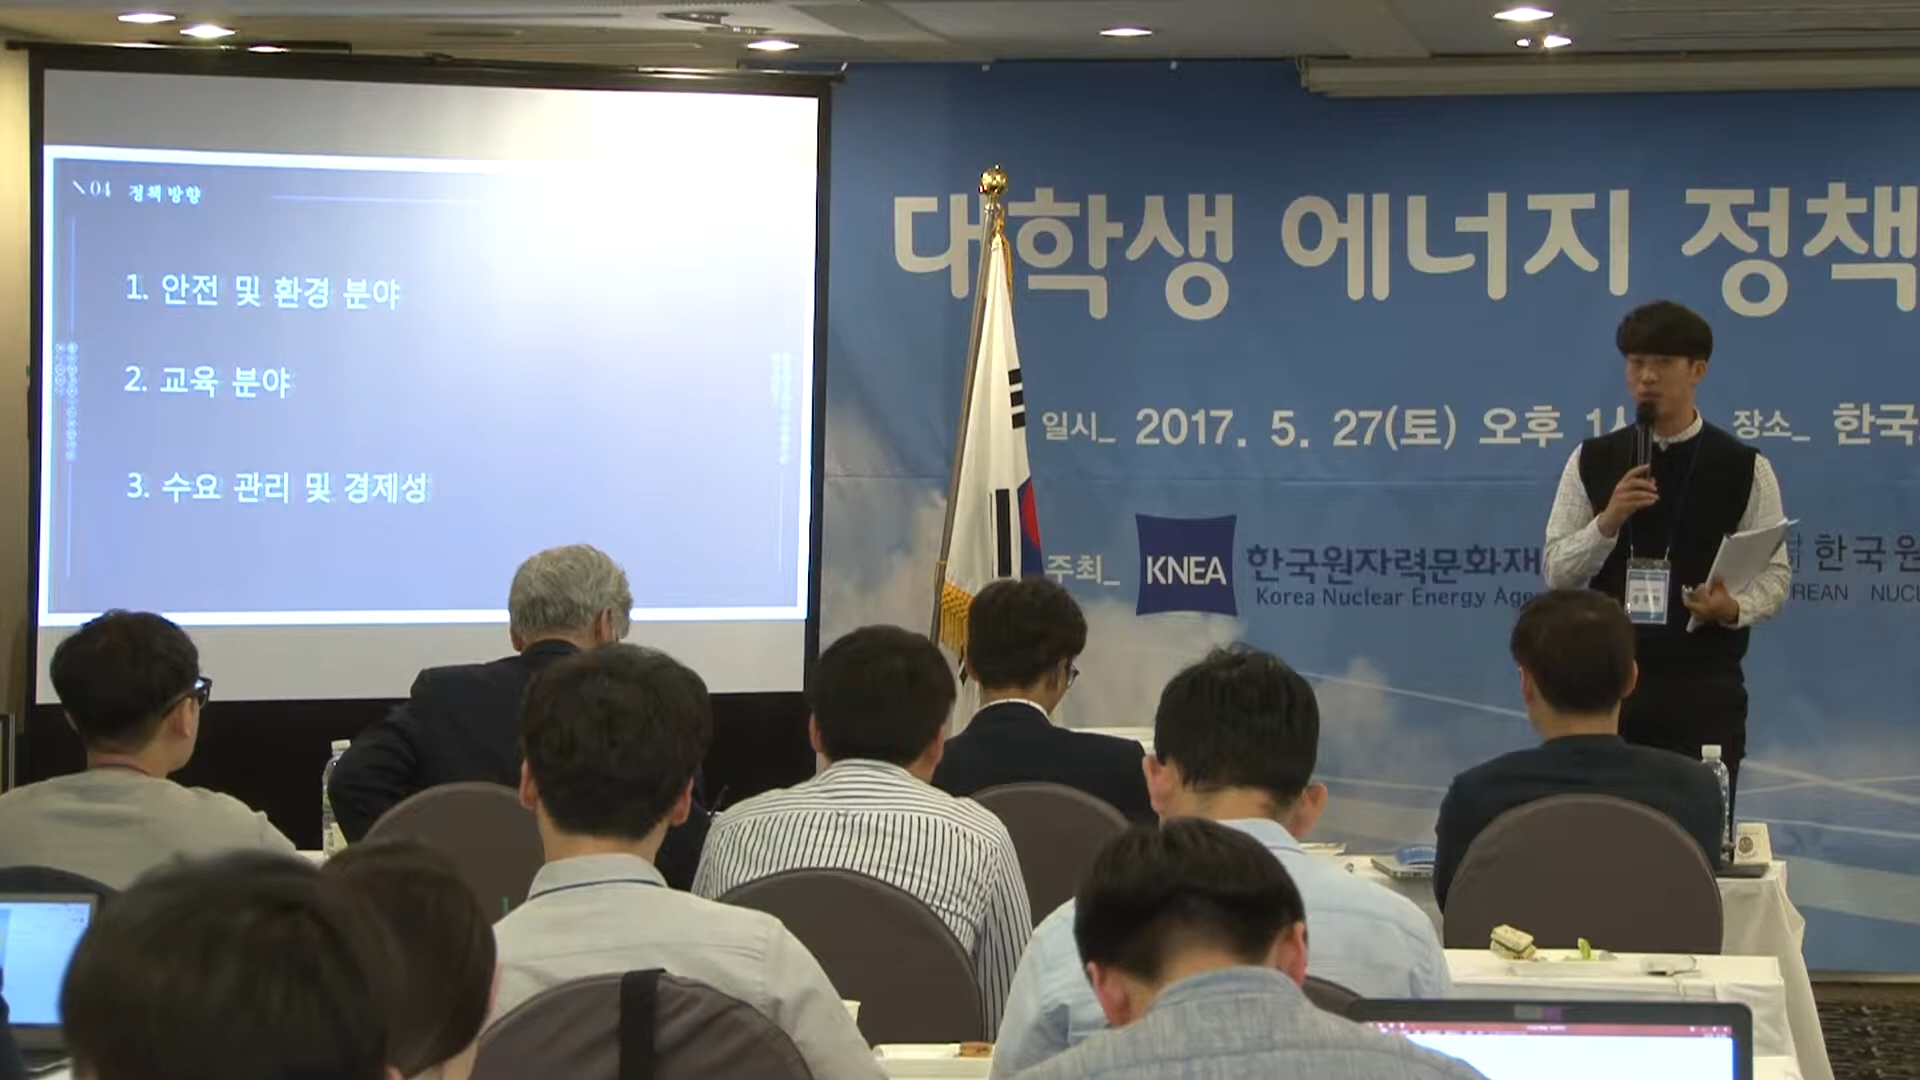 04 정책 방향
1. 안전 및 환경 분야
2. 교육 분야
3. 수요 관리 및 경제성
대학생 에너지 정책
일시_ 2017. 5. 27(토) 오후 1
장소_ 한국
주최_ KNEA 한국원자력문화재
Korea Nuclear Energy Age
한국원
REAN NUCL